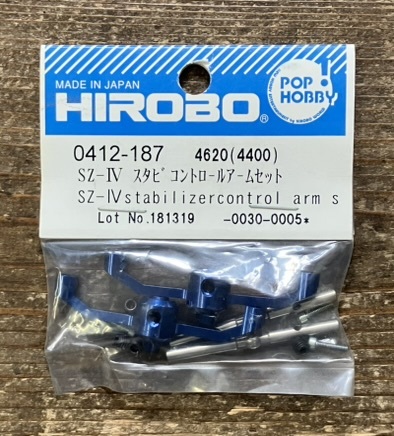 MADE IN JAPAN
HIROBO®
POP HOBBY!
0412-187 4620(4400)
SZ-Ⅳ スタビコントロールアームセット
SZ-Ⅳstabilizercontrol arm s
Lot No.181319 -0030-0005*